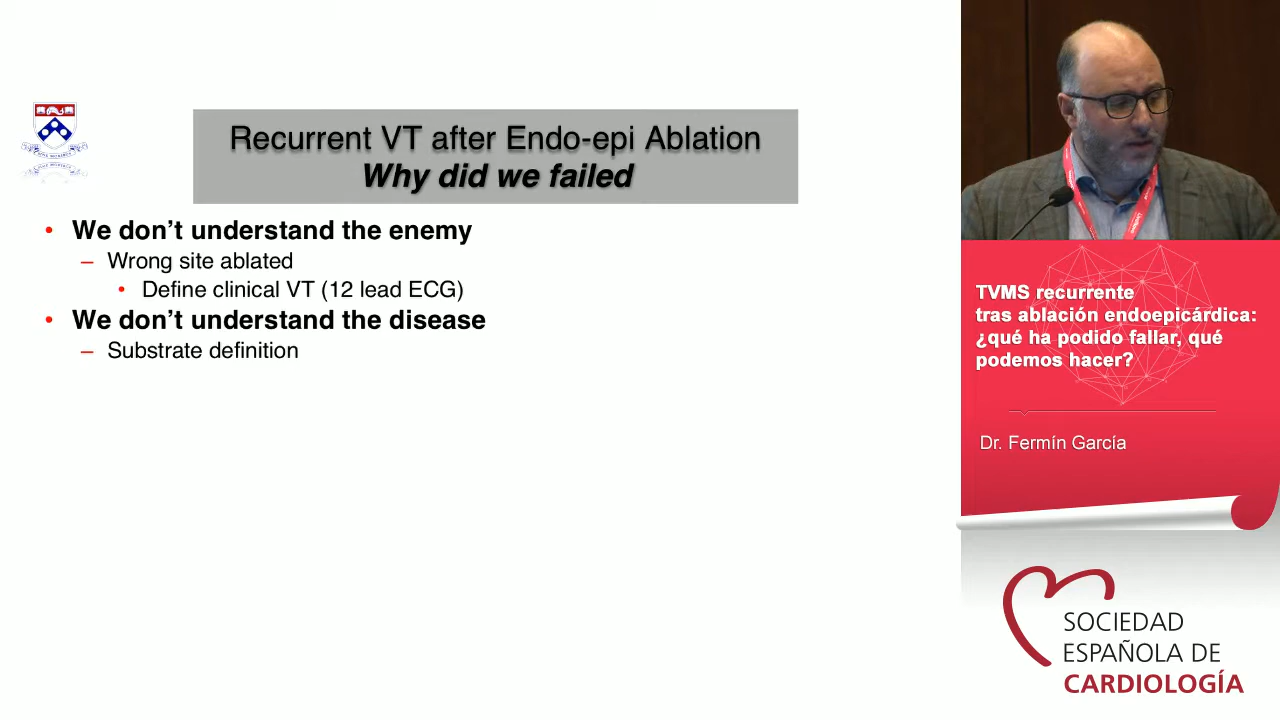 Recurrent VT after Endo-epi Ablation
Why did we failed
• We don't understand the enemy
– Wrong site ablated
• Define clinical VT (12 lead ECG)
• We don't understand the disease
– Substrate definition
TVMS recurrente
tras ablación endoepicárdica:
¿qué ha podido fallar, qué
podemos hacer?
Dr. Fermín García
SOCIEDAD
ESPAÑOLA DE
CARDIOLOGÍA